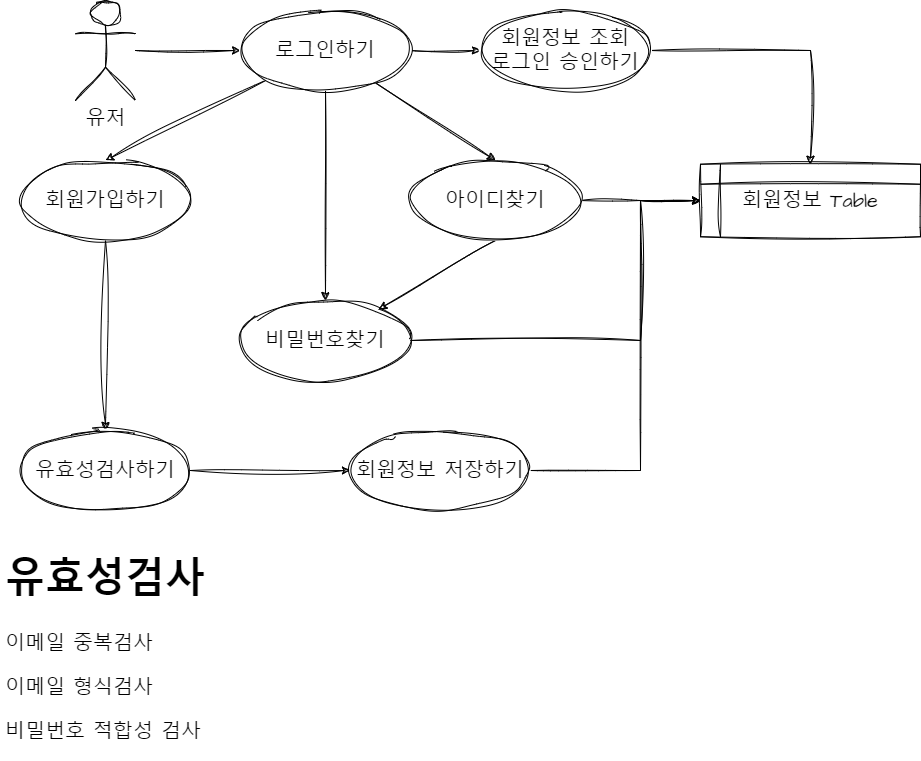 로그인하기
회원정보 조회
로그인 승인하기
유저
회원가입하기
아이디찾기
회원정보 Table
비밀번호찾기
유효성검사하기
회원정보 저장하기
유효성검사
이메일 중복검사
이메일 형식검사
비밀번호 적합성 검사